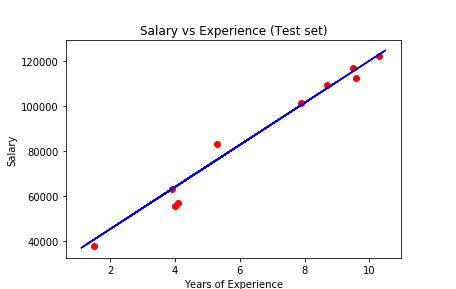 Salary vs Experience (Test set)
120000
100000
80000
60000
40000
Salary
2 4 6 8 10
Years of Experience